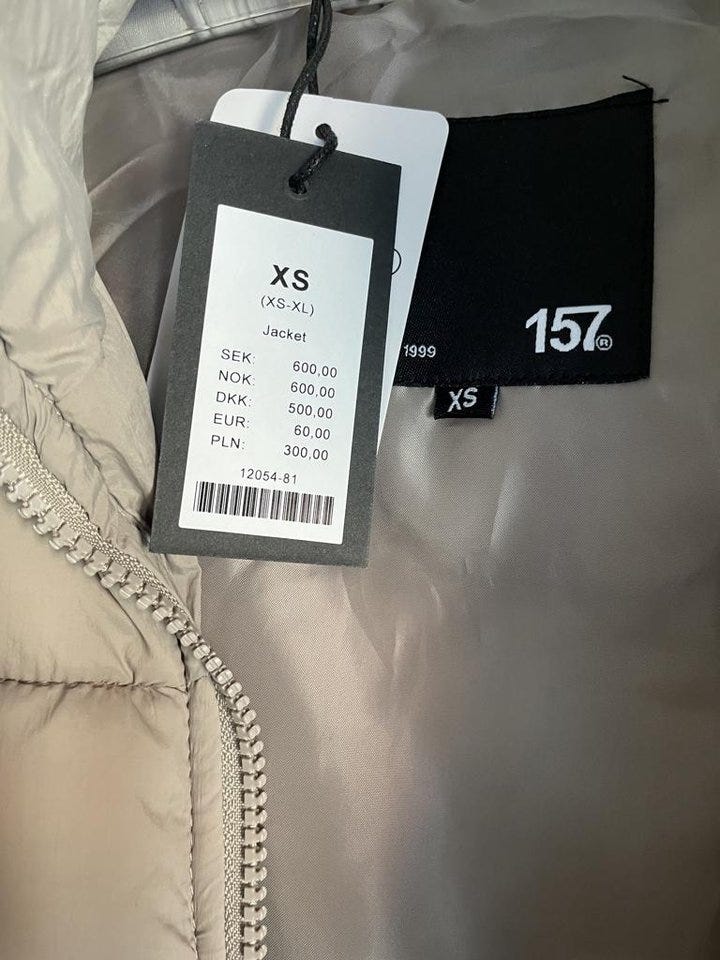 XS
(XS-XL)
Jacket
SEK: 600,00
NOK: 600,00
DKK: 500,00
EUR: 60,00
PLN: 300,00
12054-81
1999
157®
XS